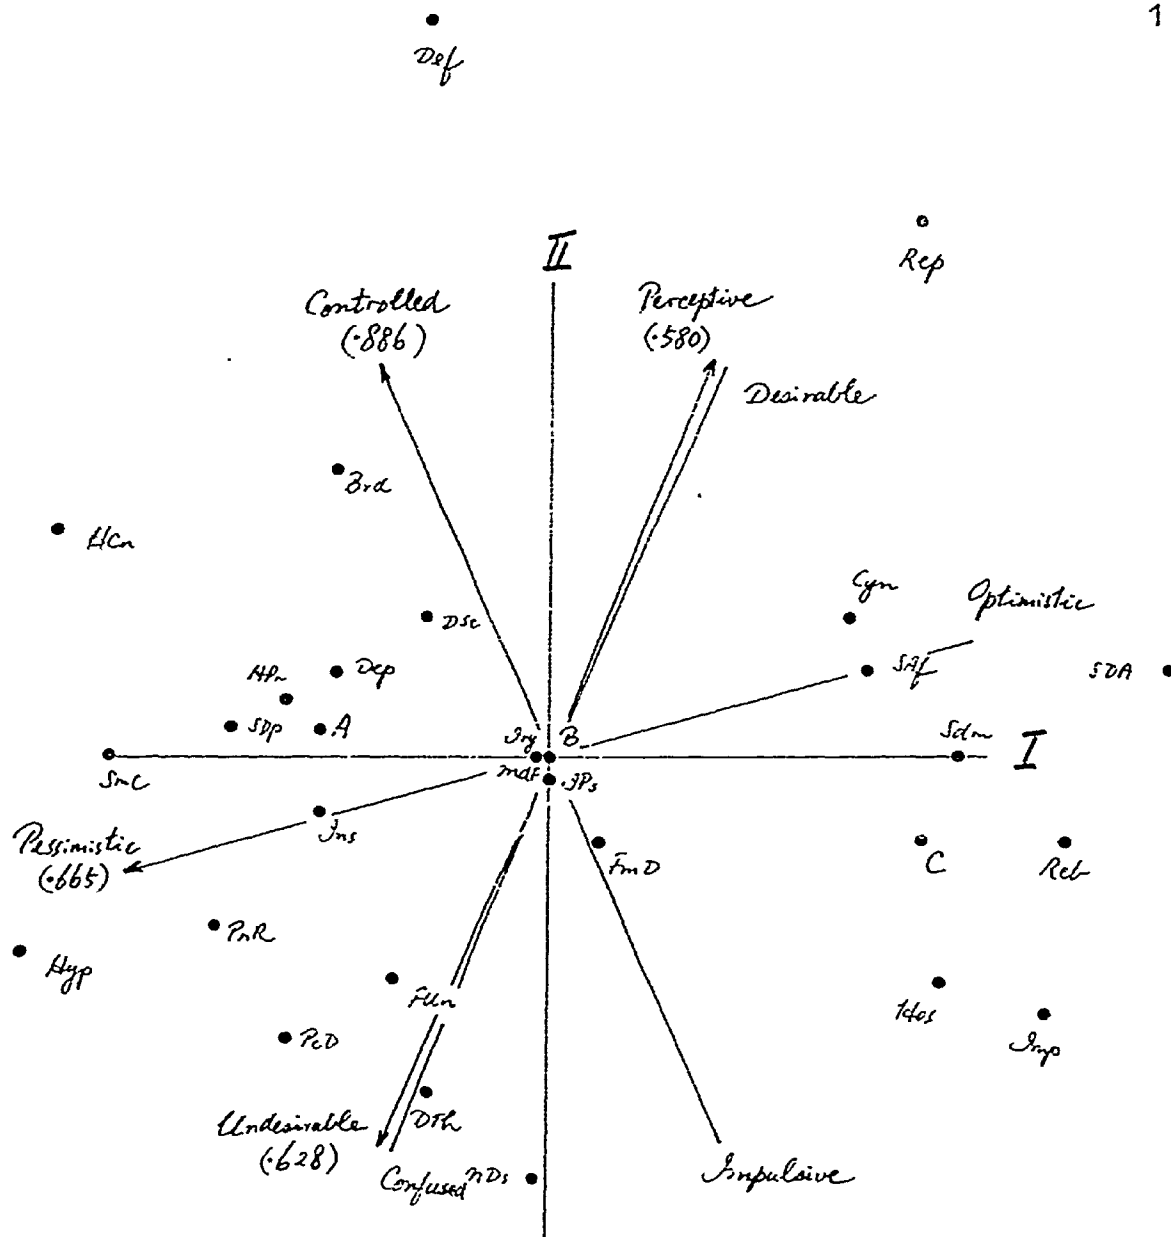 1
Def
Rep
II
Controlled
(.886)
Perceptive
(.580)
Desirable
Brd
HCn
Cyn
Optimistic
DSc
Dep
SAf
SDA
HPn
SDp
A
B
Sdm
I
SmC
mdF
IPs
Ins
Pessimistic
(.665)
FmD
C
Reb
PnR
Hyp
FUn
Hos
Imp
PcD
DTh
Undesirable
(.628)
Confused
NDs
Impulsive